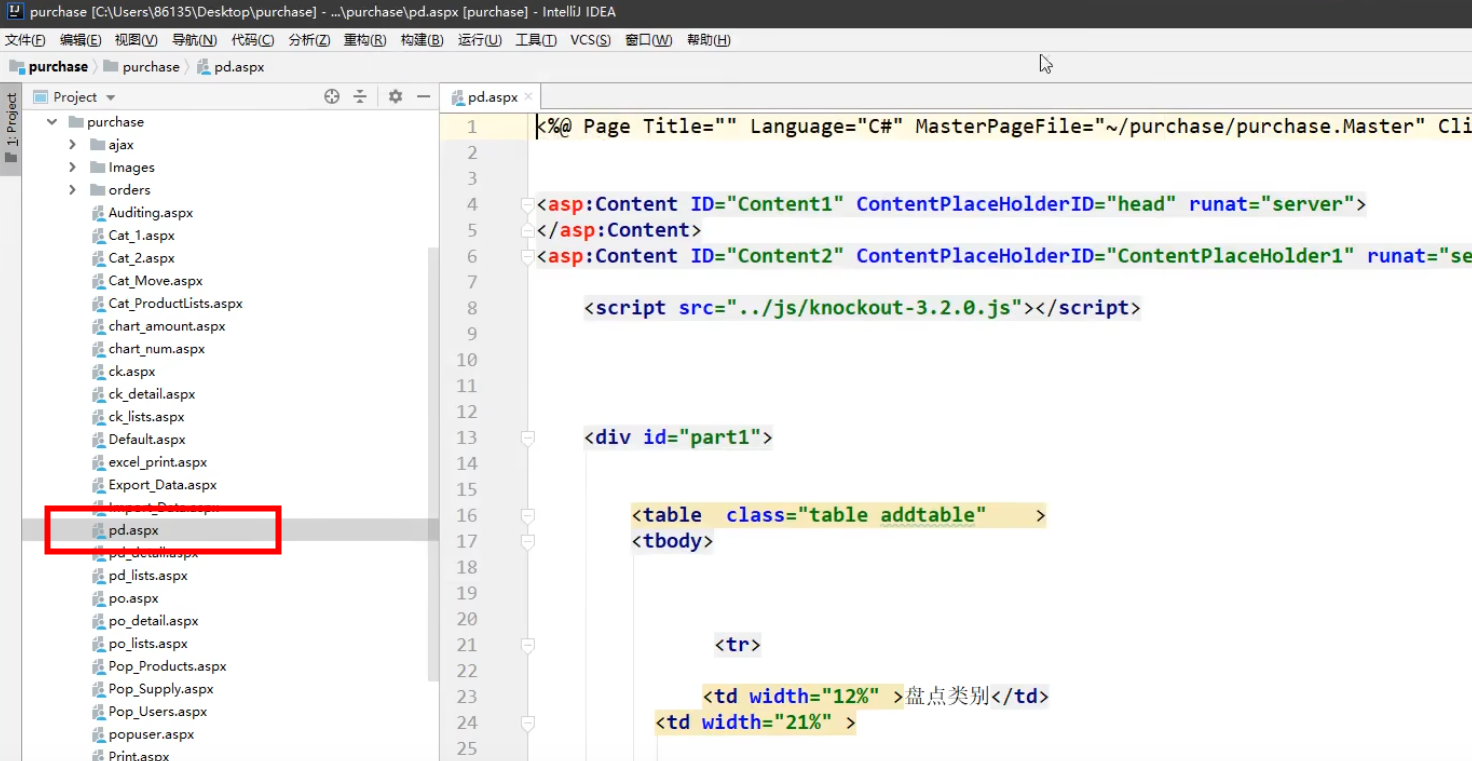 purchase [C:\Users\86135\Desktop\purchase] - ...\purchase\pd.aspx [purchase] - IntelliJ IDEA
文件(F) 编辑(E) 视图(V) 导航(N) 代码(C) 分析(Z) 重构(R) 构建(B) 运行(U) 工具(T) VCS(S) 窗口(W) 帮助(H)
purchase purchase pd.aspx
1: Project
Project
purchase
ajax
Images
orders
Auditing.aspx
Cat_1.aspx
Cat_2.aspx
Cat_Move.aspx
Cat_ProductLists.aspx
chart_amount.aspx
chart_num.aspx
ck.aspx
ck_detail.aspx
ck_lists.aspx
Default.aspx
excel_print.aspx
Export_Data.aspx
Import_Data.aspx
pd.aspx
pd_detail.aspx
pd_lists.aspx
po.aspx
po_detail.aspx
po_lists.aspx
Pop_Products.aspx
Pop_Supply.aspx
Pop_Users.aspx
popuser.aspx
Print.aspx
pd.aspx
1 <%@ Page Title="" Language="C#" MasterPageFile="~/purchase/purchase.Master" Cli
2
3
4 <asp:Content ID="Content1" ContentPlaceHolderID="head" runat="server">
5 </asp:Content>
6 <asp:Content ID="Content2" ContentPlaceHolderID="ContentPlaceHolder1" runat="se
7
8 <script src="../js/knockout-3.2.0.js"></script>
9
10
11
12
13 <div id="part1">
14
15
16 <table  class="table addtable"    >
17 <tbody>
18
19
20
21 <tr>
22
23 <td width="12%" >盘点类别</td>
24 <td width="21%" >
25